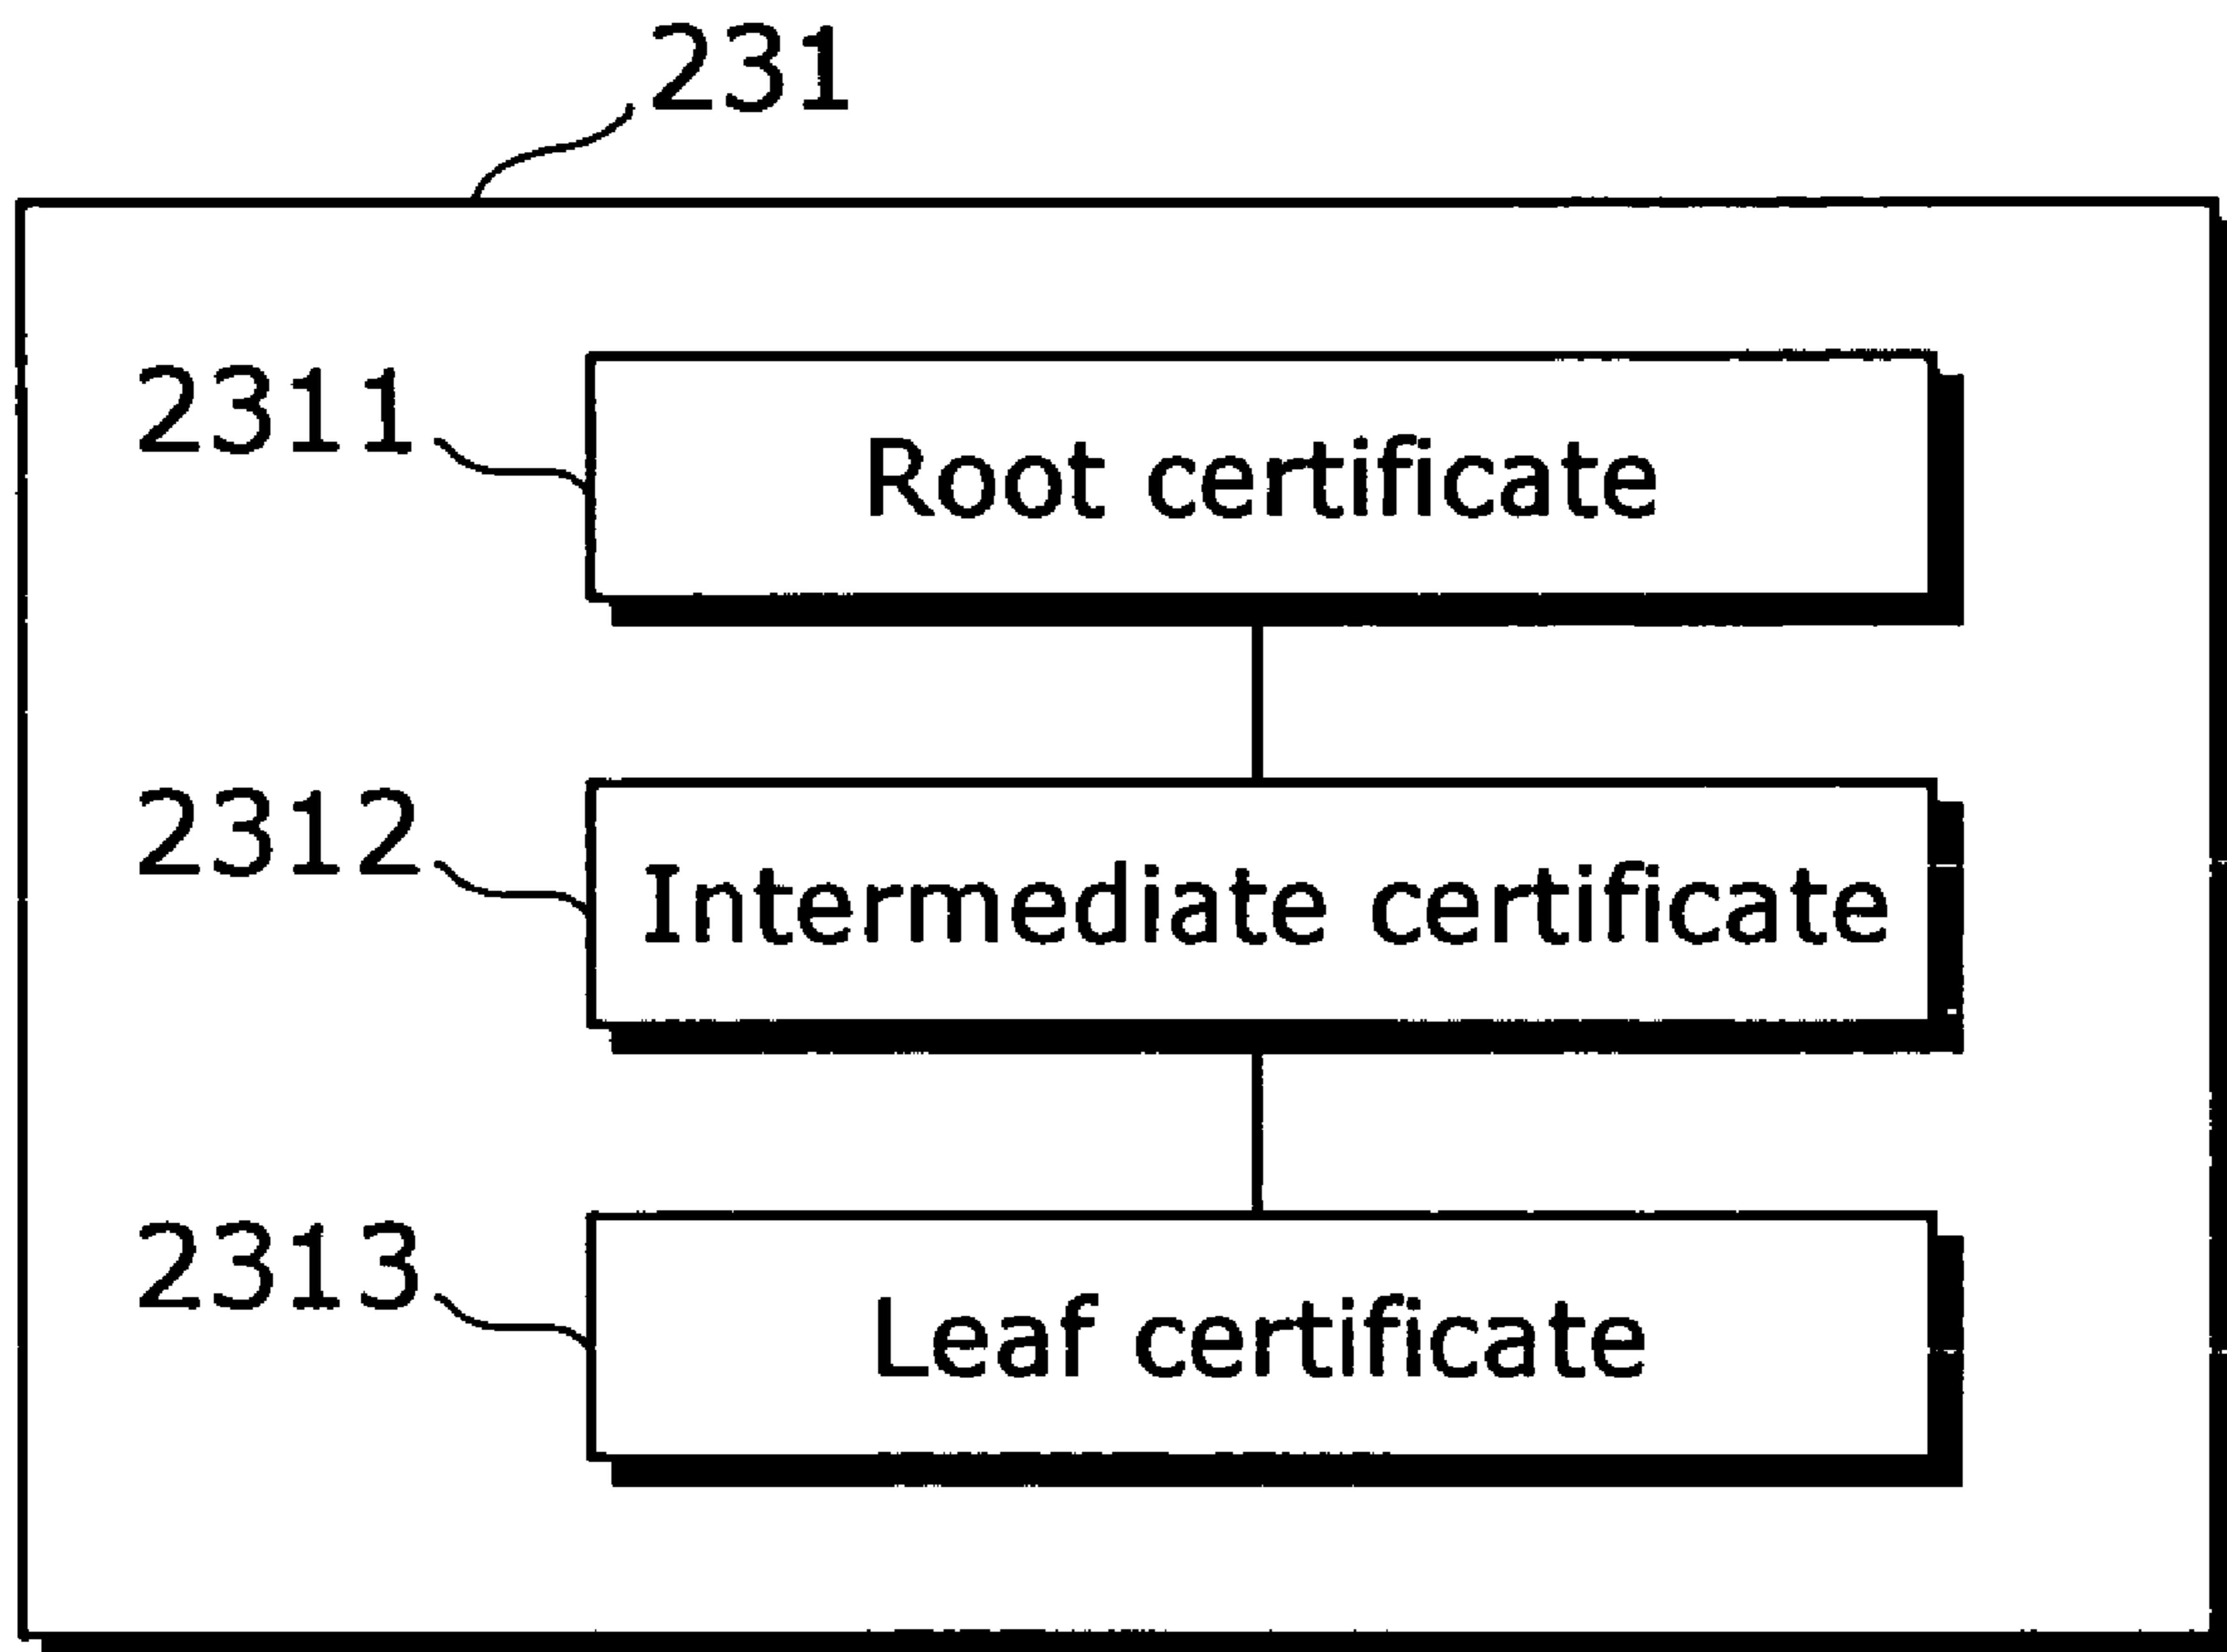 231
2311
Root certificate
2312
Intermediate certificate
2313
Leaf certificate